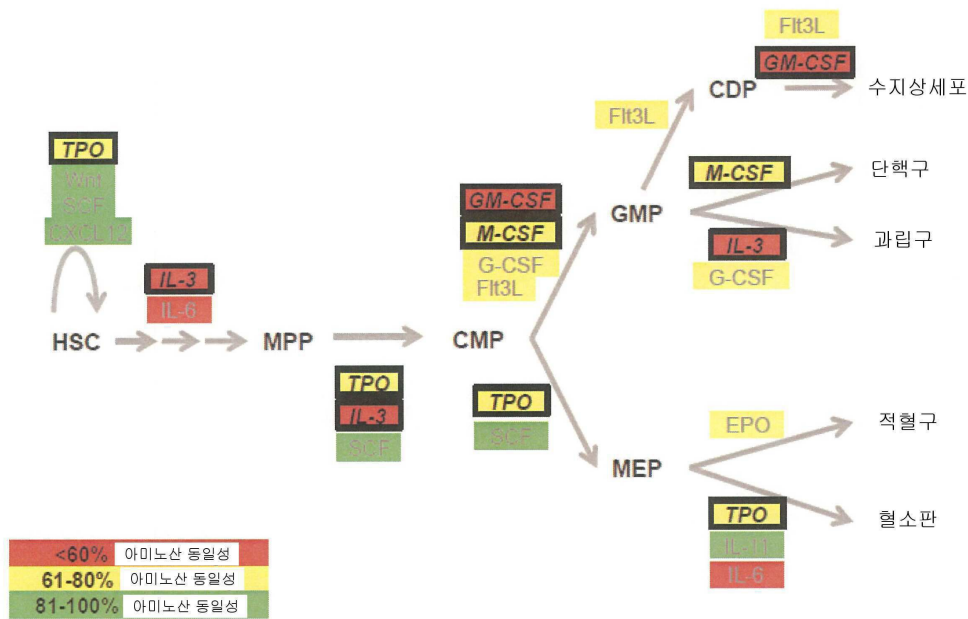 Flt3L
GM-CSF
CDP
수지상세포
Flt3L
TPO
Wnt
SCF
CXCL12
M-CSF
단핵구
GM-CSF
GMP
M-CSF
과립구
IL-3
G-CSF
G-CSF
Flt3L
IL-3
IL-6
HSC
MPP
CMP
TPO
IL-3
SCF
TPO
SCF
EPO
적혈구
MEP
TPO
혈소판
IL-11
IL-6
<60% 아미노산 동일성
61-80% 아미노산 동일성
81-100% 아미노산 동일성